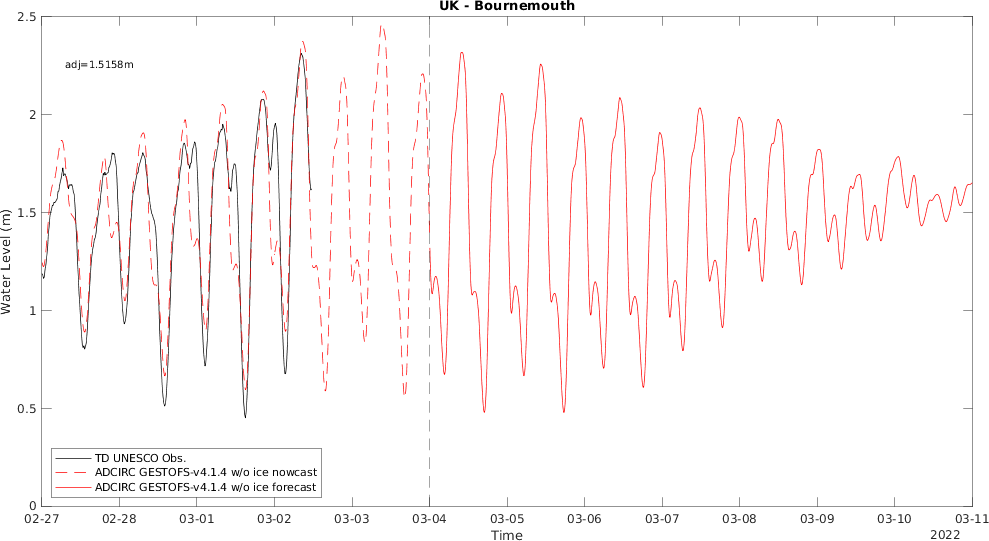 UK - Bournemouth
2.5
adj=1.5158m
2
1.5
Water Level (m)
1
0.5
TD UNESCO Obs.
ADCIRC GESTOFS-v4.1.4 w/o ice nowcast
ADCIRC GESTOFS-v4.1.4 w/o ice forecast
0
02-27 02-28 03-01 03-02 03-03 03-04 03-05 03-06 03-07 03-08 03-09 03-10 03-11
Time
2022